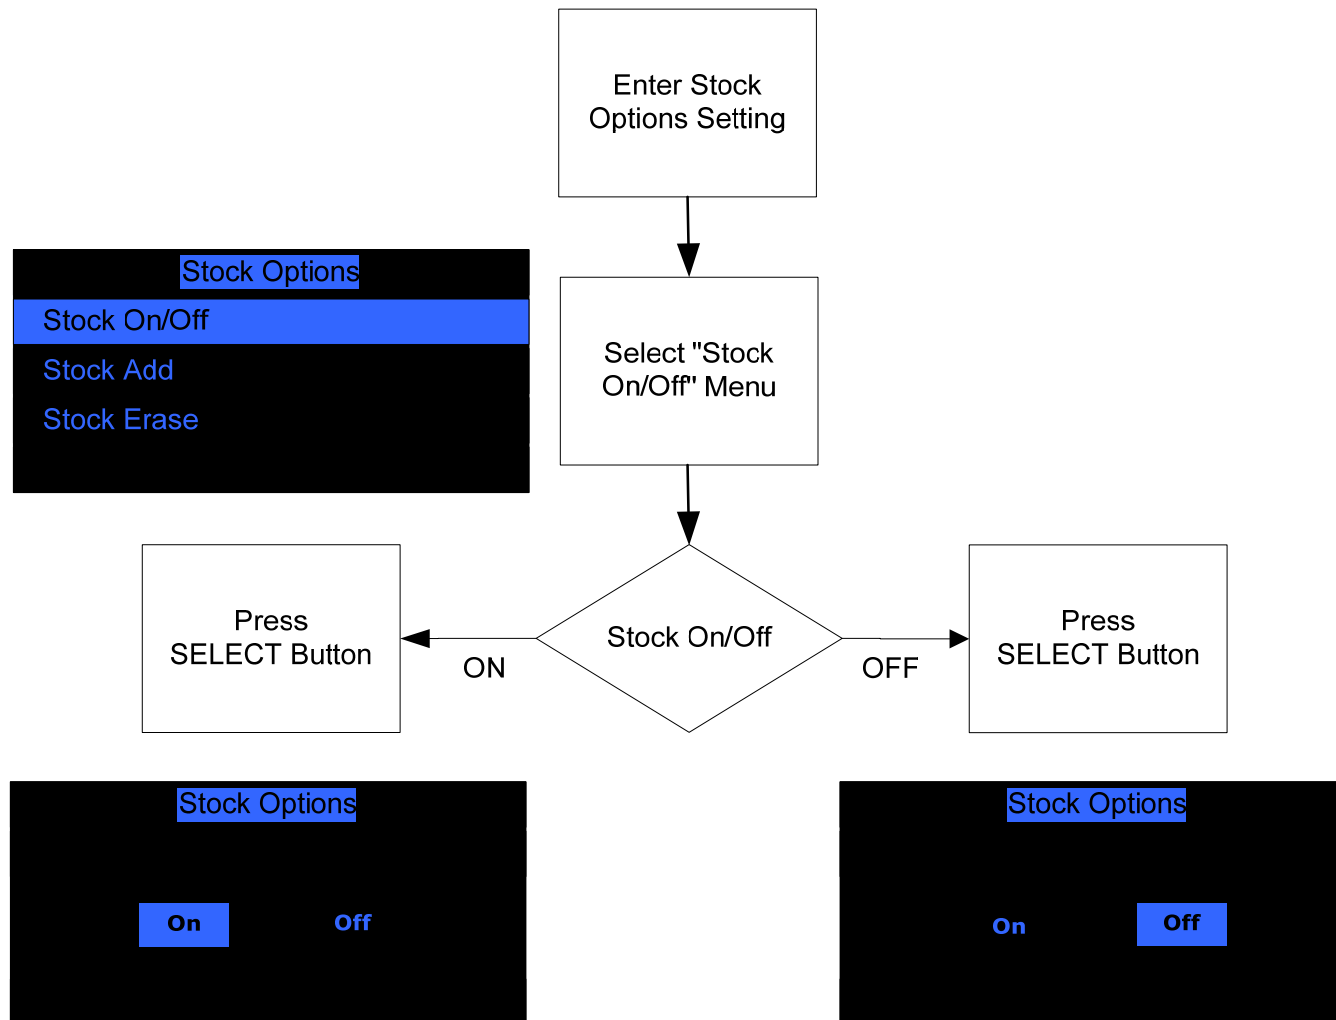 Enter Stock
Options Setting
Stock Options
Stock On/Off
Stock Add
Stock Erase
Select "Stock
On/Off" Menu
Press
SELECT Button
ON
Stock On/Off
OFF
Press
SELECT Button
Stock Options
On Off
Stock Options
On Off